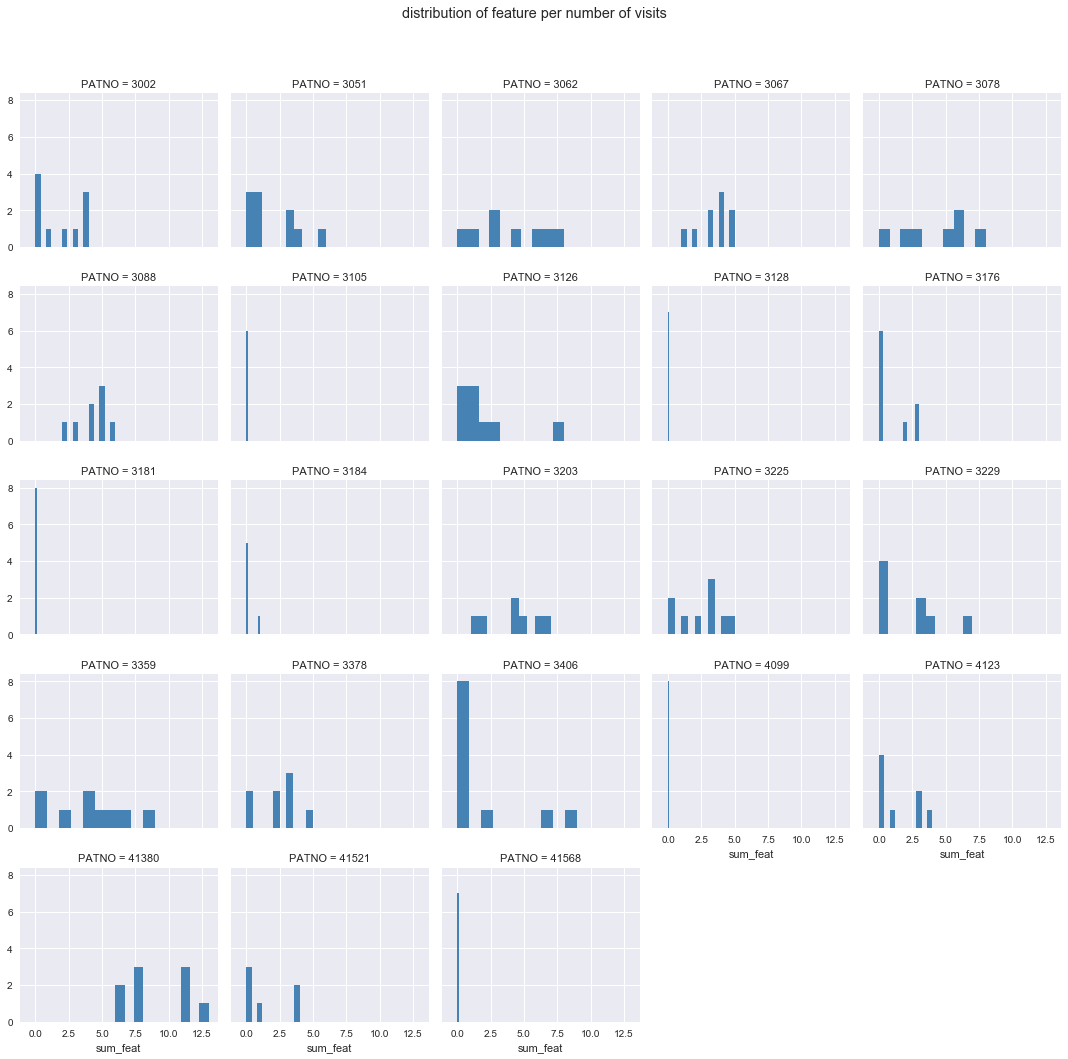 distribution of feature per number of visits
PATNO = 3002 PATNO = 3051 PATNO = 3062 PATNO = 3067 PATNO = 3078
8
6
4
2
0
PATNO = 3088 PATNO = 3105 PATNO = 3126 PATNO = 3128 PATNO = 3176
8
6
4
2
0
PATNO = 3181 PATNO = 3184 PATNO = 3203 PATNO = 3225 PATNO = 3229
8
6
4
2
0
PATNO = 3359 PATNO = 3378 PATNO = 3406 PATNO = 4099 PATNO = 4123
8
6
4
2
0
0.0 2.5 5.0 7.5 10.0 12.5 0.0 2.5 5.0 7.5 10.0 12.5
sum_feat sum_feat
PATNO = 41380 PATNO = 41521 PATNO = 41568
8
6
4
2
0
0.0 2.5 5.0 7.5 10.0 12.5 0.0 2.5 5.0 7.5 10.0 12.5 0.0 2.5 5.0 7.5 10.0 12.5
sum_feat sum_feat sum_feat